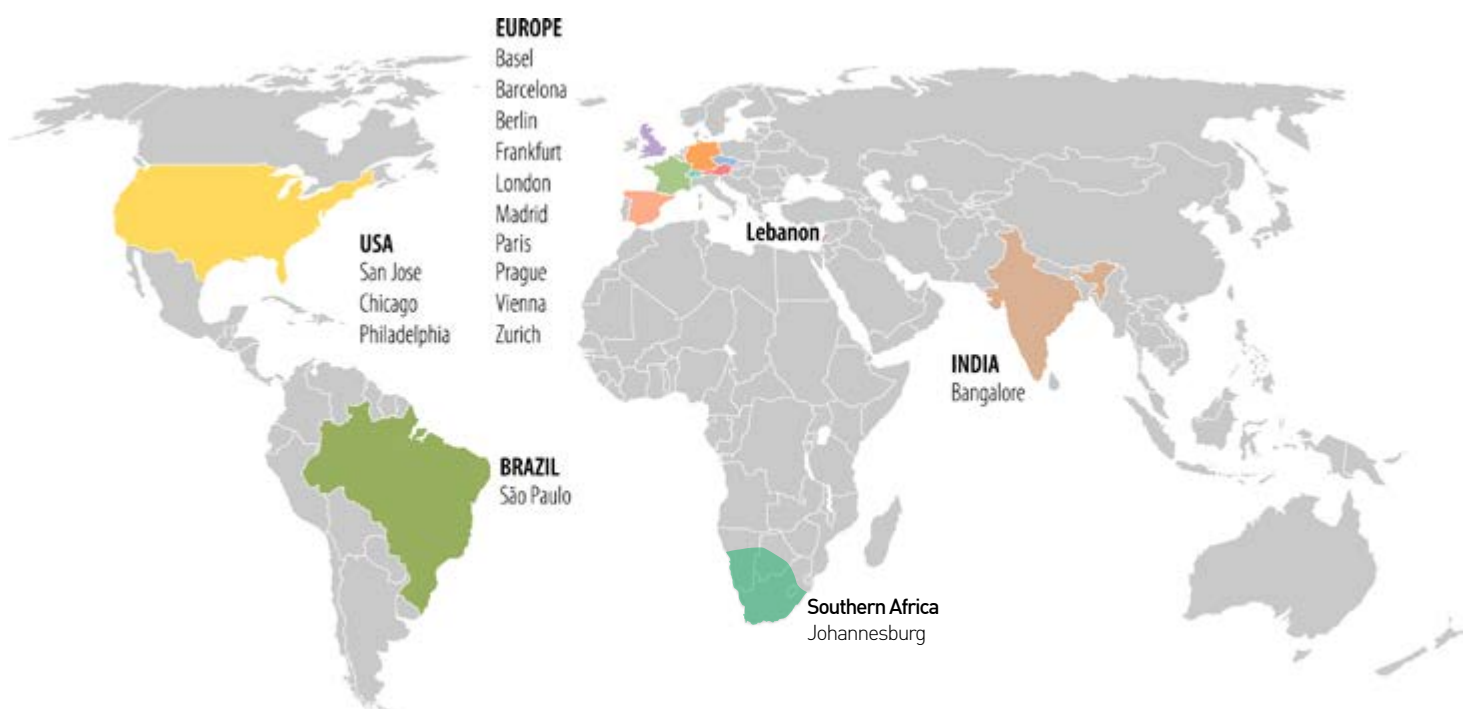 EUROPE
Basel
Barcelona
Berlin
Frankfurt
London
Madrid
Paris
Prague
Vienna
Zurich
USA
San Jose
Chicago
Philadelphia
Lebanon
INDIA
Bangalore
BRAZIL
São Paulo
Southern Africa
Johannesburg